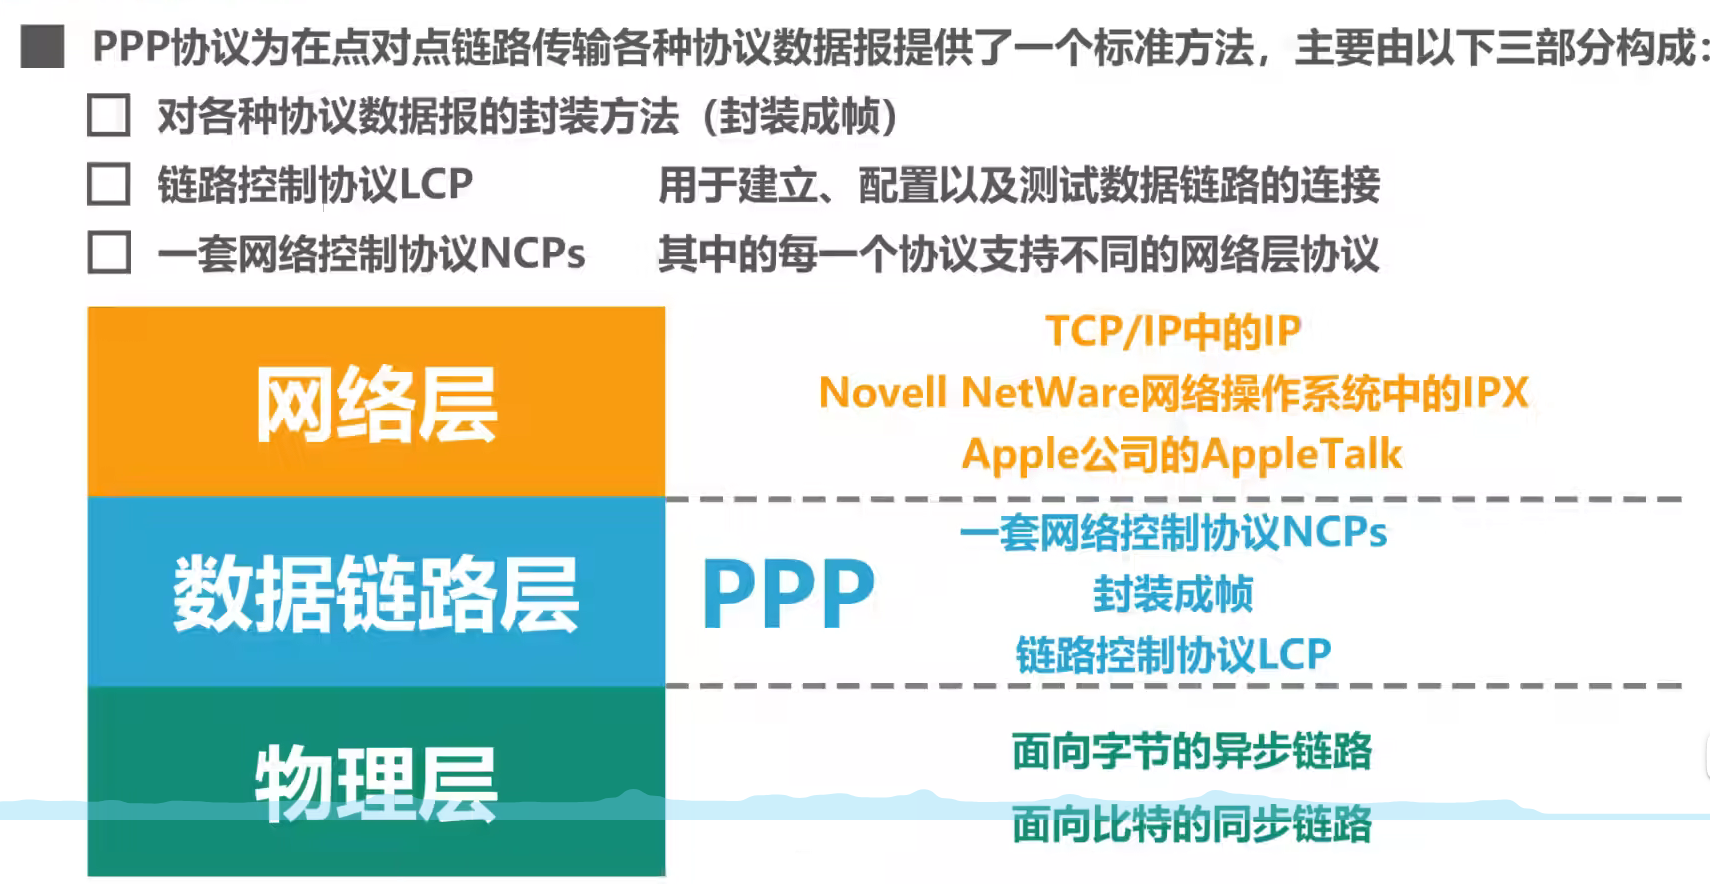 PPP协议为在点对点链路传输各种协议数据报提供了一个标准方法，主要由以下三部分构成：
对各种协议数据报的封装方法（封装成帧）
链路控制协议LCP 用于建立、配置以及测试数据链路的连接
一套网络控制协议NCPs 其中的每一个协议支持不同的网络层协议
网络层
TCP/IP中的IP
Novell NetWare网络操作系统中的IPX
Apple公司的AppleTalk
数据链路层
PPP
一套网络控制协议NCPs
封装成帧
链路控制协议LCP
物理层
面向字节的异步链路
面向比特的同步链路